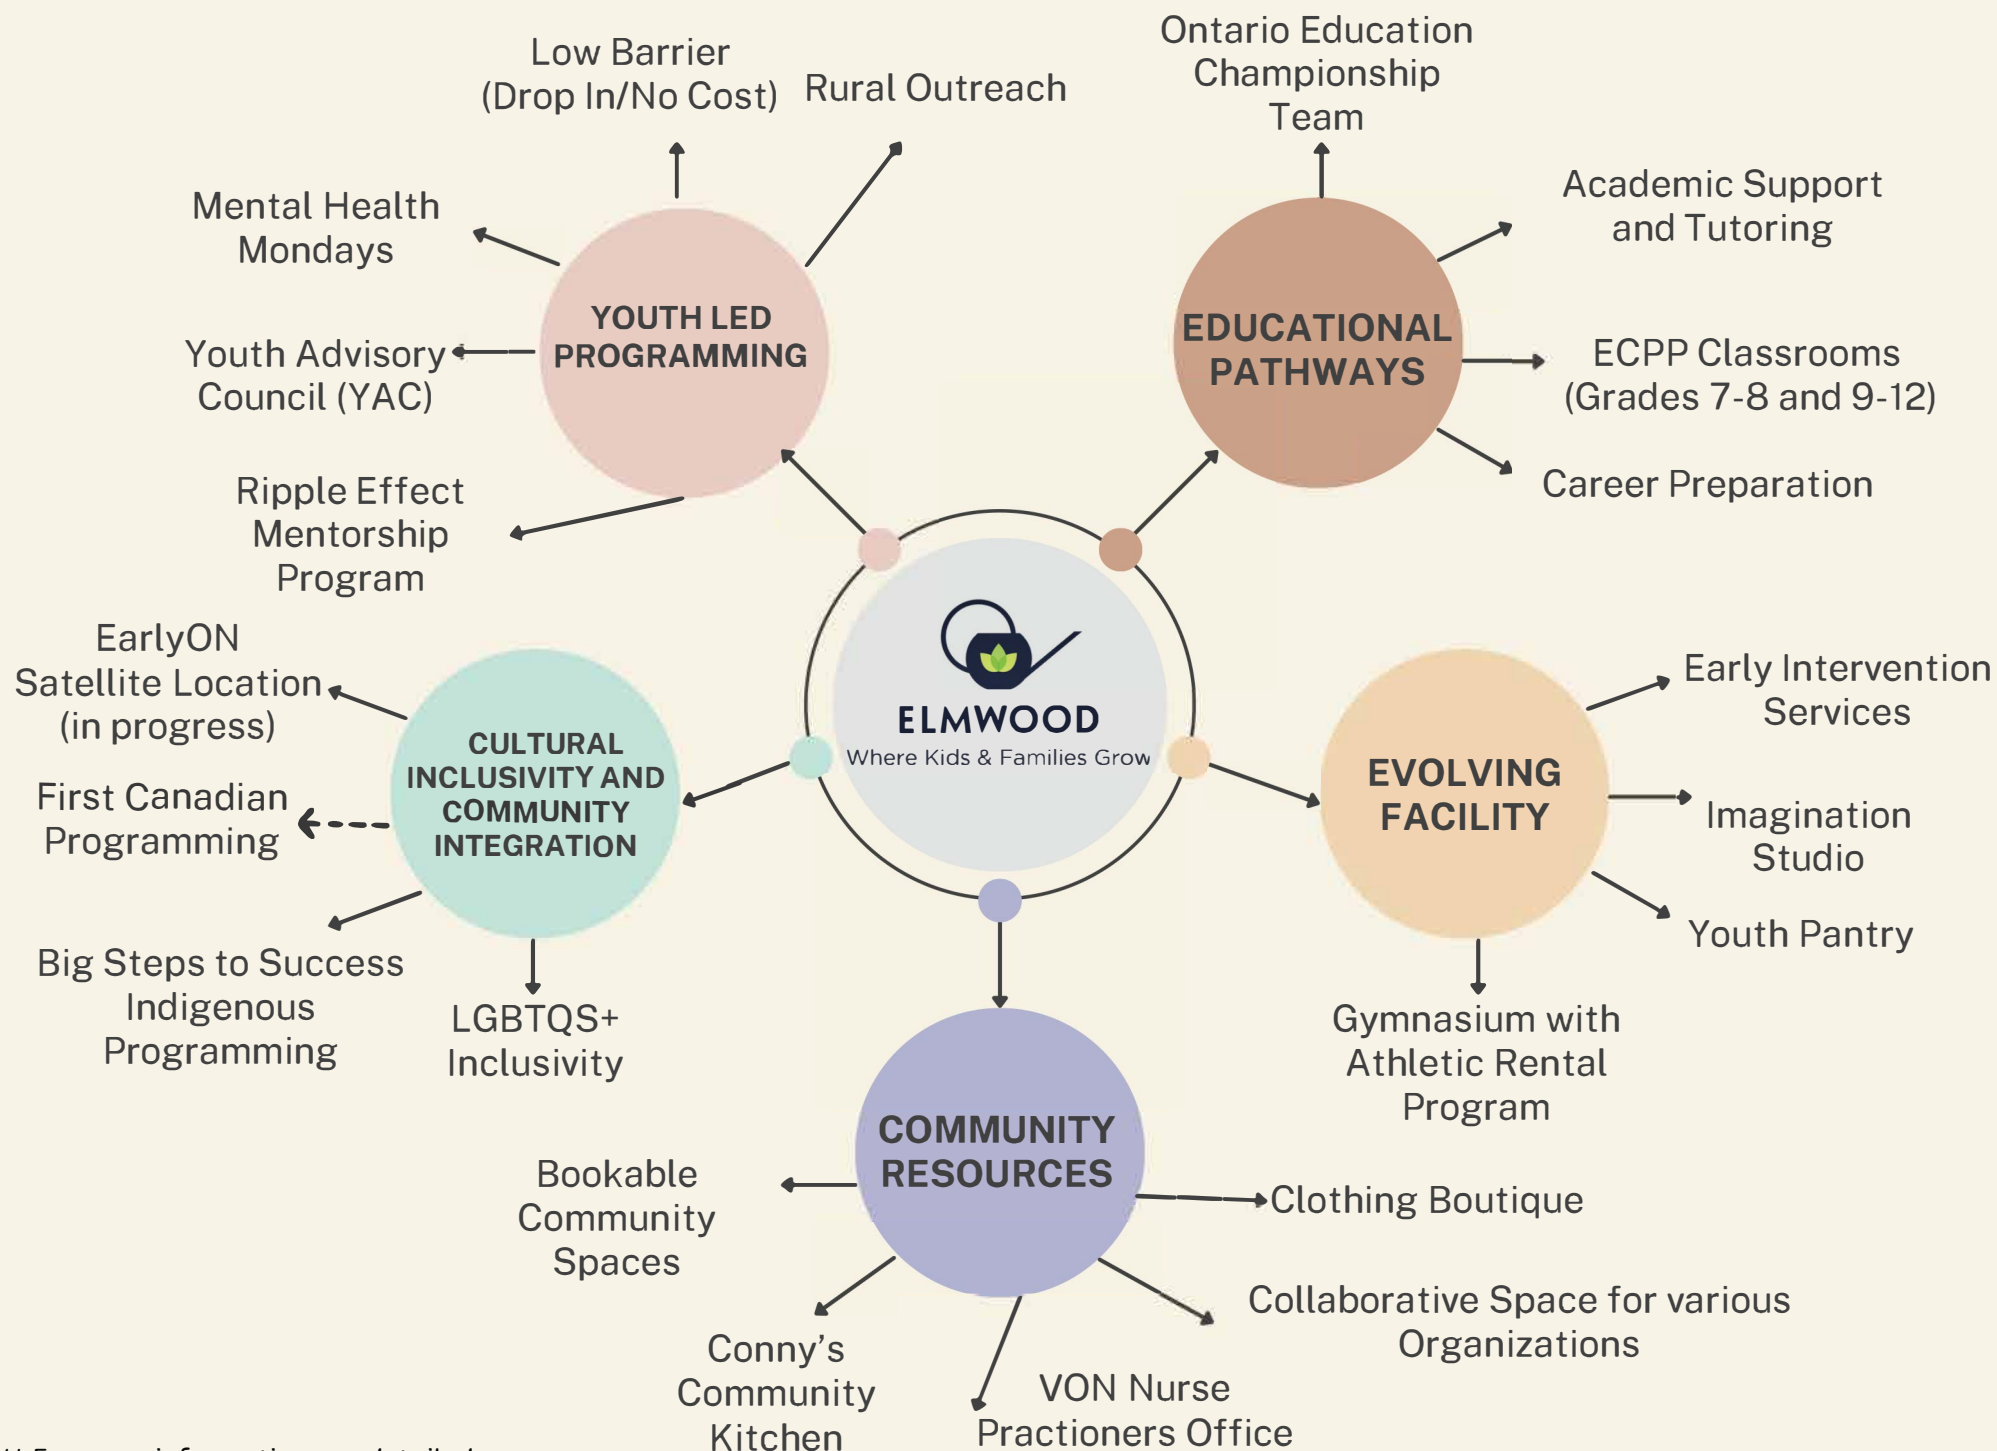 Low Barrier
(Drop In/No Cost)
Rural Outreach
Mental Health
Mondays
Youth Advisory
Council (YAC)
Ripple Effect
Mentorship
Program
YOUTH LED
PROGRAMMING
Ontario Education
Championship
Team
Academic Support
and Tutoring
ECPP Classrooms
(Grades 7-8 and 9-12)
Career Preparation
EDUCATIONAL
PATHWAYS
ELMWOOD
Where Kids & Families Grow
EarlyON
Satellite Location
(in progress)
First Canadian
Programming
Big Steps to Success
Indigenous
Programming
LGBTQS+
Inclusivity
CULTURAL
INCLUSIVITY AND
COMMUNITY
INTEGRATION
EVOLVING
FACILITY
Early Intervention
Services
Imagination
Studio
Youth Pantry
Gymnasium with
Athletic Rental
Program
COMMUNITY
RESOURCES
Bookable
Community
Spaces
Conny's
Community
Kitchen
VON Nurse
Practioners Office
Collaborative Space for various
Organizations
Clothing Boutique